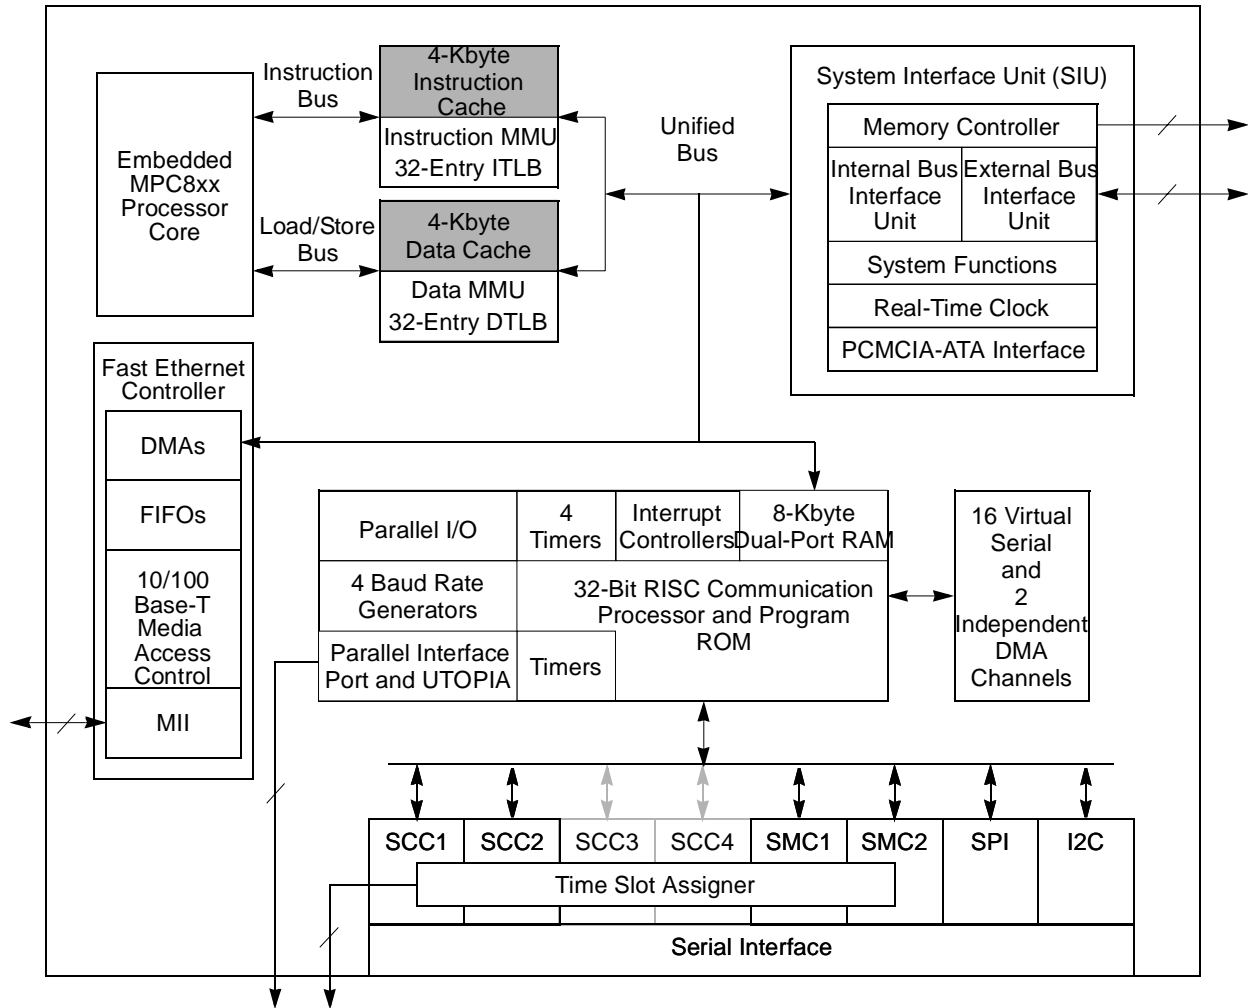 4-Kbyte
Instruction
Cache
Instruction
Bus
Instruction MMU
32-Entry ITLB
Embedded
MPC8xx
Processor
Core
Load/Store
Bus
4-Kbyte
Data Cache
Data MMU
32-Entry DTLB
Unified
Bus
System Interface Unit (SIU)
Memory Controller
Internal Bus
Interface
Unit
External Bus
Interface
Unit
System Functions
Real-Time Clock
PCMCIA-ATA Interface
Fast Ethernet
Controller
DMAs
FIFOs
10/100
Base-T
Media
Access
Control
MII
Parallel I/O
4
Timers
Interrupt
Controllers
8-Kbyte
Dual-Port RAM
4 Baud Rate
Generators
32-Bit RISC Communication
Processor and Program
ROM
Parallel Interface
Port and UTOPIA
Timers
16 Virtual
Serial
and
2
Independent
DMA
Channels
SCC1
SCC2
SCC3
SCC4
SMC1
SMC2
SPI
I2C
Time Slot Assigner
Serial Interface